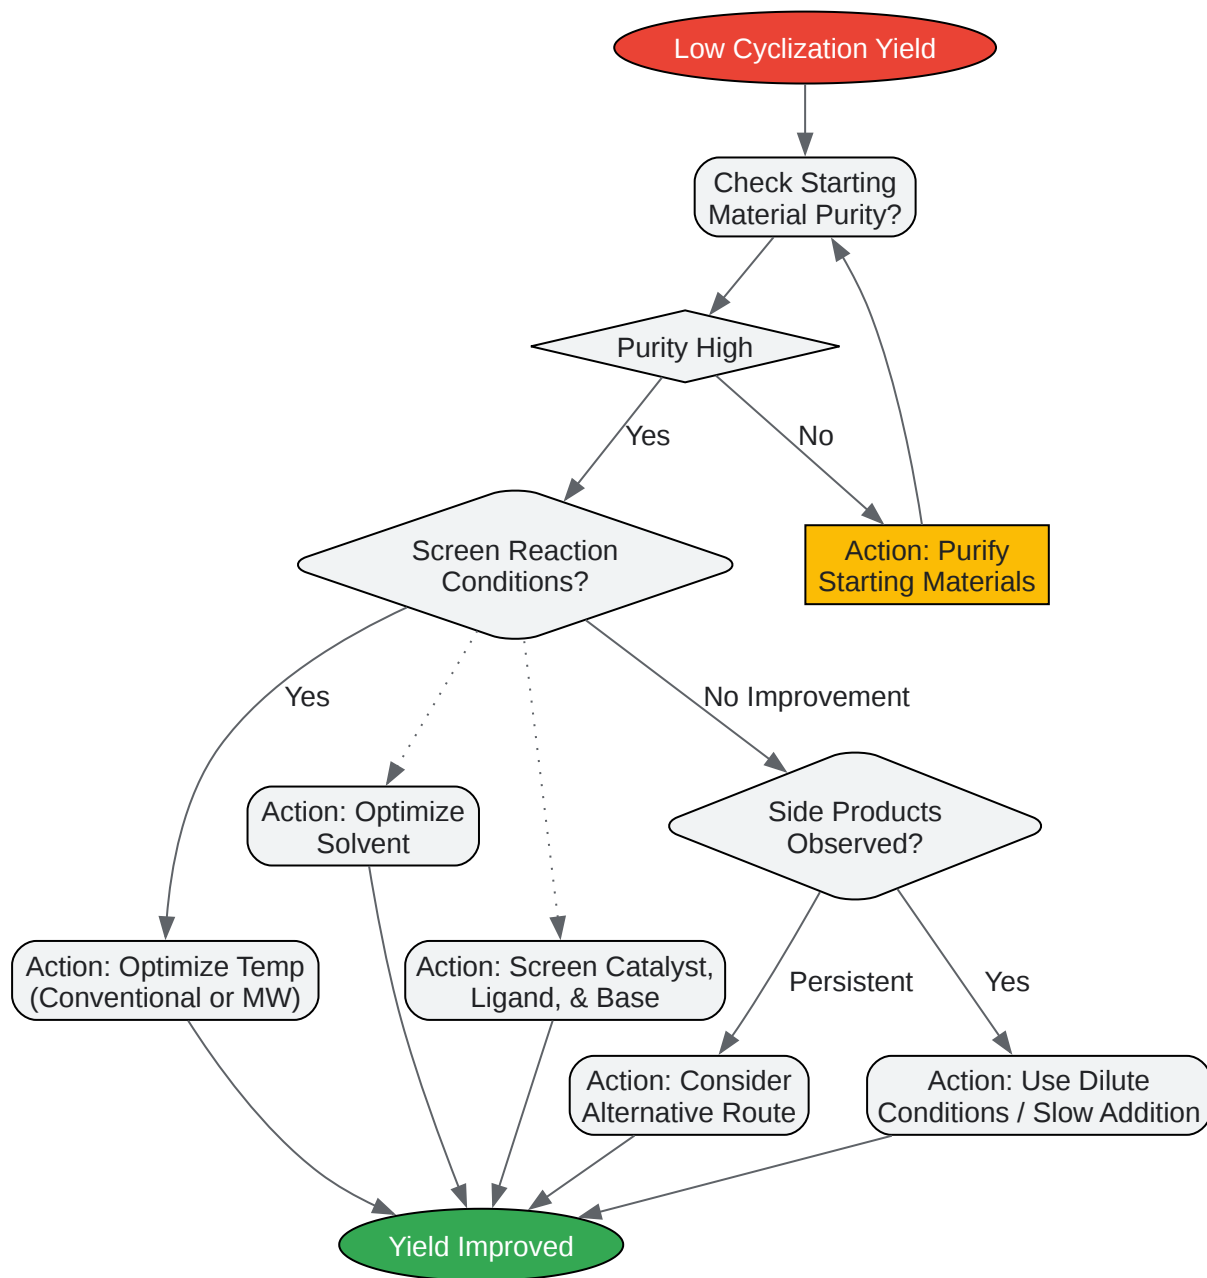 Low Cyclization Yield
Check Starting
Material Purity?
Purity High
Yes
No
Screen Reaction
Conditions?
Action: Purify
Starting Materials
Yes
No Improvement
Action: Optimize
Solvent
Side Products
Observed?
Action: Optimize Temp
(Conventional or MW)
Action: Screen Catalyst,
Ligand, & Base
Persistent
Yes
Action: Consider
Alternative Route
Action: Use Dilute
Conditions / Slow Addition
Yield Improved